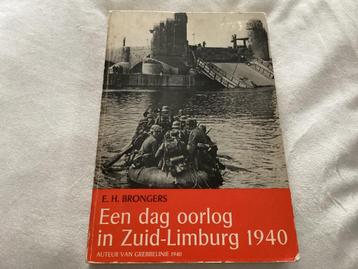 E. H. BRONGERS
Een dag oorlog
in Zuid-Limburg 1940
AUTEUR VAN GREBBELINIE 1940